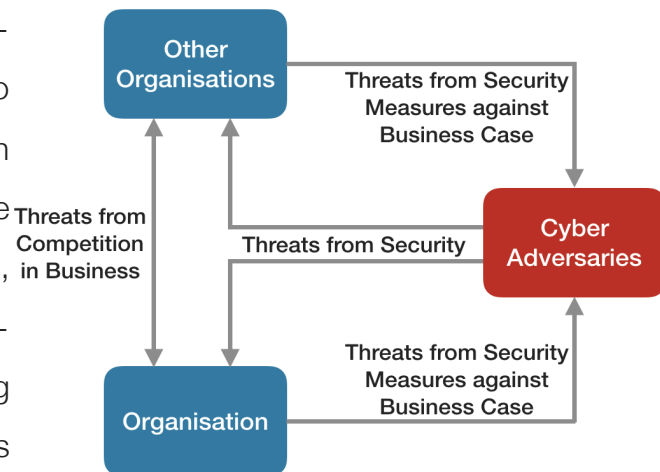 Other
Organisations
Threats from Security
Measures against
Business Case
Threats from
Competition
in Business
Cyber
Adversaries
Threats from Security
Threats from Security
Measures against
Business Case
Organisation